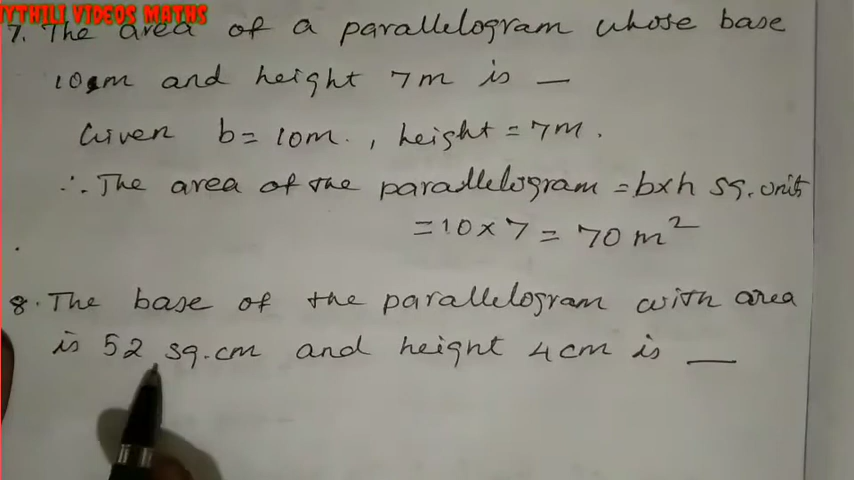 YTHILI VIDEOS MATHS
7. The area of a parallelogram whose base
10m and height 7m is —
Given b = 10m. , height = 7m.
∴ The area of the parallelogram = b×h sq. units
= 10 × 7 = 70 m²
8. The base of the parallelogram with area
is 52 sq.cm and height 4cm is —